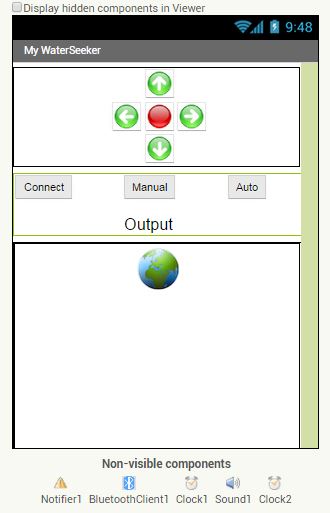 Display hidden components in Viewer
9:48
My WaterSeeker
Connect Manual Auto
Output
Non-visible components
Notifier1 BluetoothClient1 Clock1 Sound1 Clock2